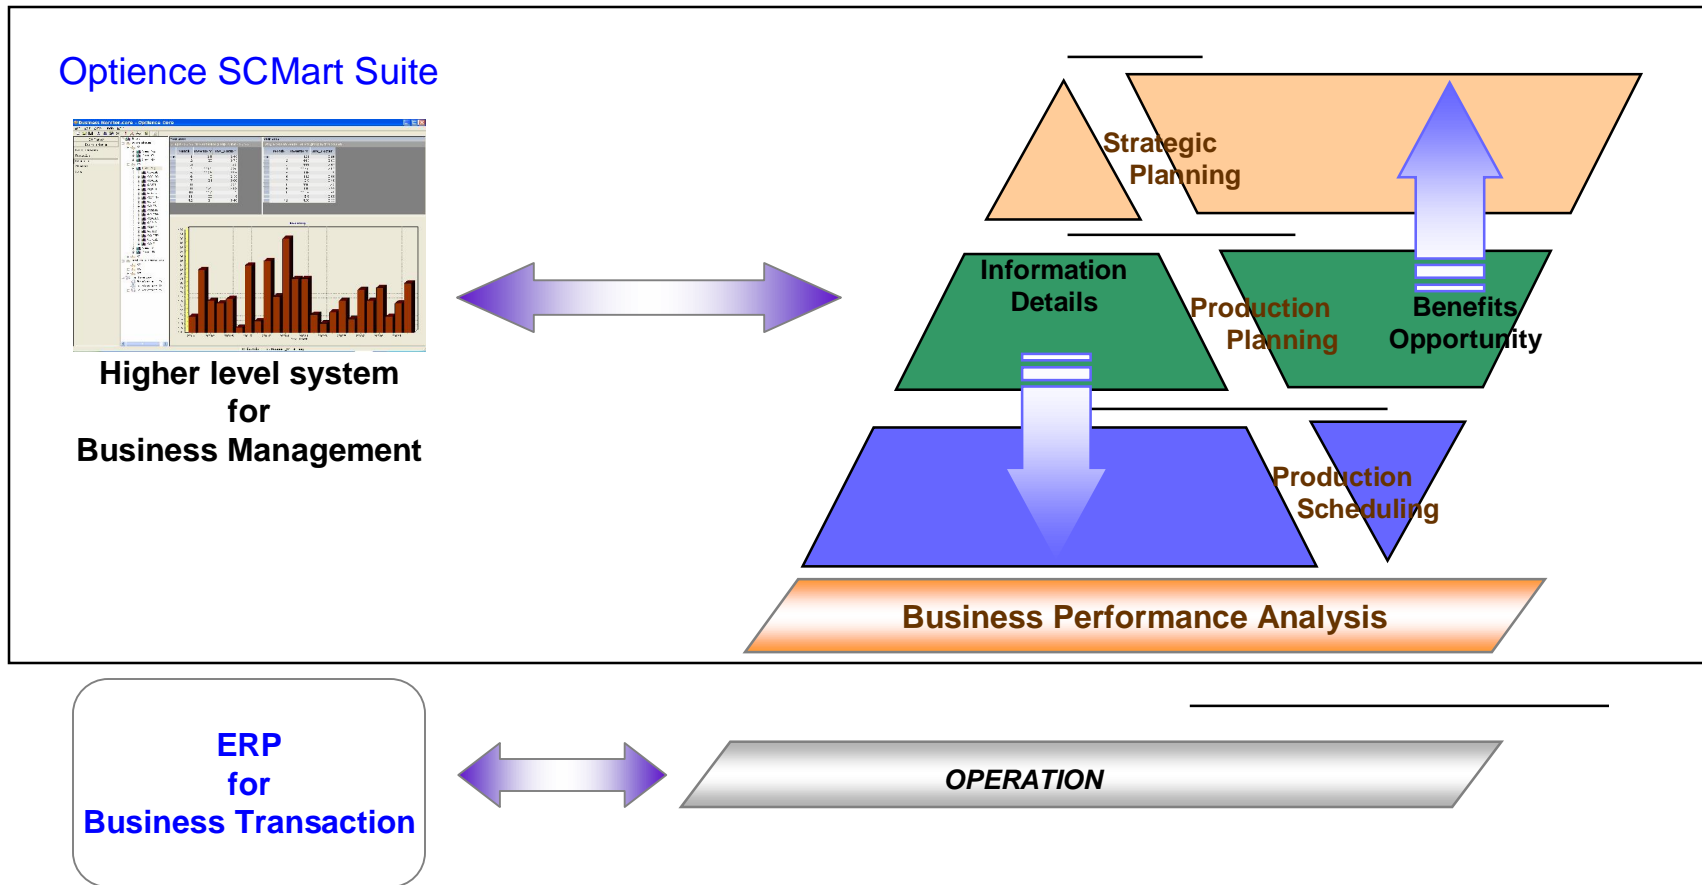 Optience SCMart Suite
Higher level system
for
Business Management
Strategic
Planning
Information
Details
Production
Planning
Benefits
Opportunity
Production
Scheduling
Business Performance Analysis
ERP
for
Business Transaction
OPERATION